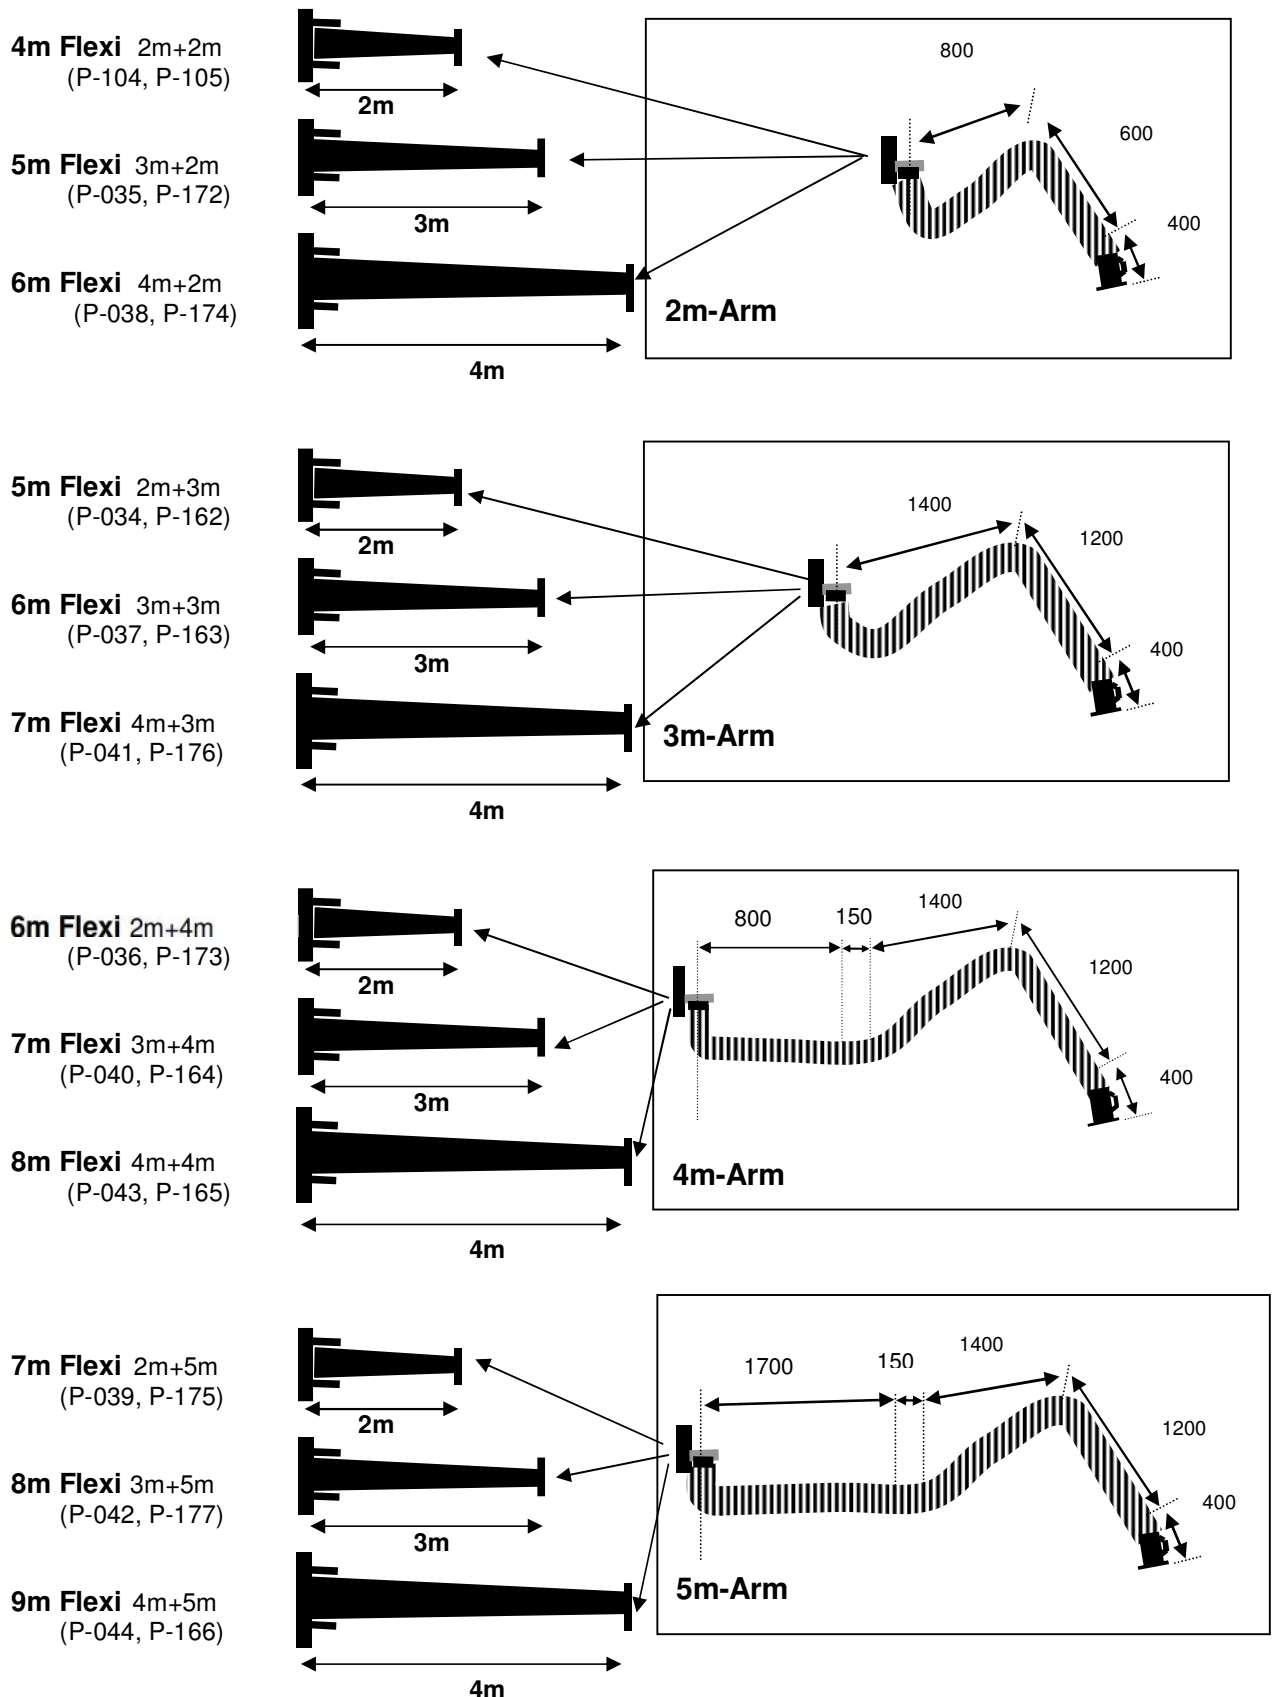 4m Flexi 2m+2m
(P-104, P-105)
2m
5m Flexi 3m+2m
(P-035, P-172)
3m
6m Flexi 4m+2m
(P-038, P-174)
4m
800
600
400
2m-Arm
5m Flexi 2m+3m
(P-034, P-162)
2m
6m Flexi 3m+3m
(P-037, P-163)
3m
7m Flexi 4m+3m
(P-041, P-176)
4m
1400
1200
400
3m-Arm
6m Flexi 2m+4m
(P-036, P-173)
2m
7m Flexi 3m+4m
(P-040, P-164)
3m
8m Flexi 4m+4m
(P-043, P-165)
4m
800
150
1400
1200
400
4m-Arm
7m Flexi 2m+5m
(P-039, P-175)
2m
8m Flexi 3m+5m
(P-042, P-177)
3m
9m Flexi 4m+5m
(P-044, P-166)
4m
1700
150
1400
1200
400
5m-Arm